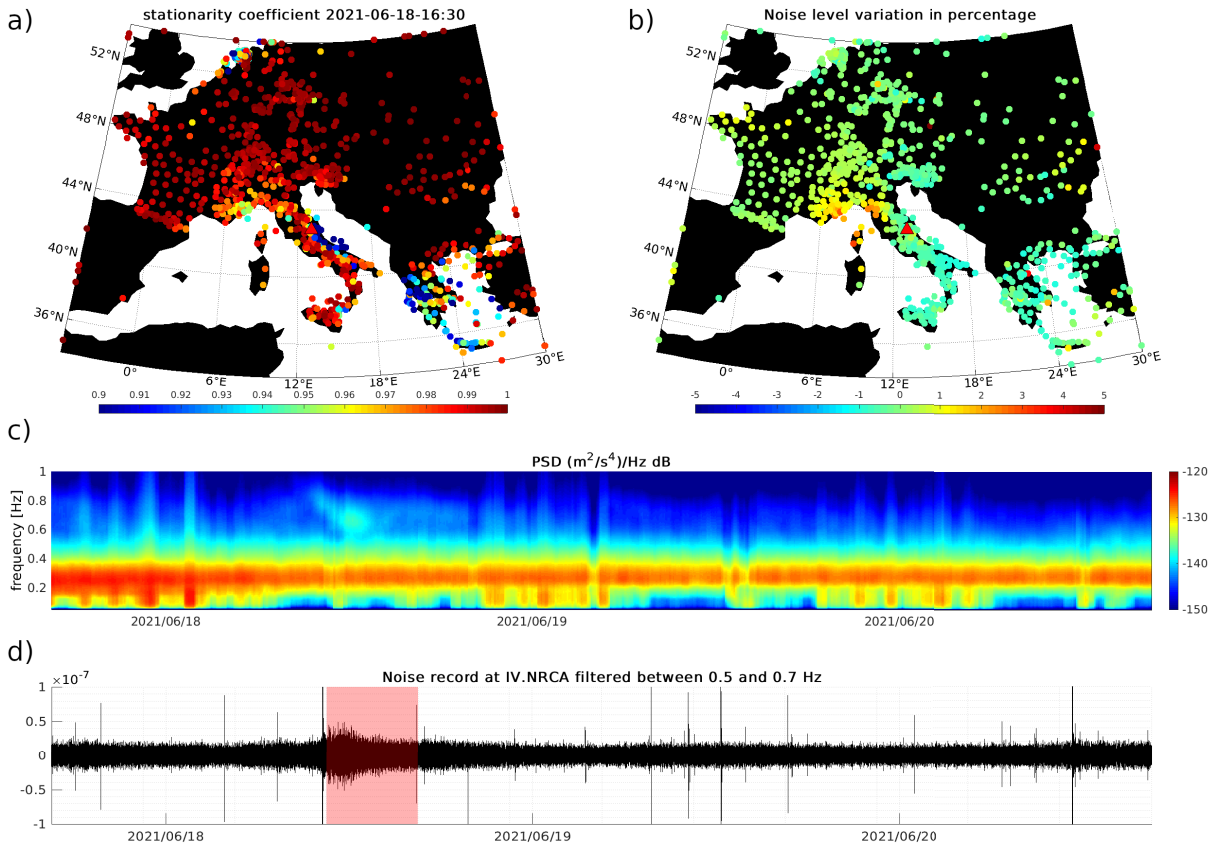 a)
stationarity coefficient 2021-06-18-16:30
52°N
48°N
44°N
40°N
36°N
0°
6°E
12°E
18°E
24°E
30°E
0.9 0.91 0.92 0.93 0.94 0.95 0.96 0.97 0.98 0.99 1
b)
Noise level variation in percentage
52°N
48°N
44°N
40°N
36°N
0°
6°E
12°E
18°E
24°E
30°E
-5 -4 -3 -2 -1 0 1 2 3 4 5
c)
PSD (m²/s⁴)/Hz dB
frequency [Hz]
1
0.8
0.6
0.4
0.2
2021/06/18 2021/06/19 2021/06/20
-120
-130
-140
-150
d)
Noise record at IV.NRCA filtered between 0.5 and 0.7 Hz
×10⁻⁷
1
0.5
0
-0.5
-1
2021/06/18 2021/06/19 2021/06/20